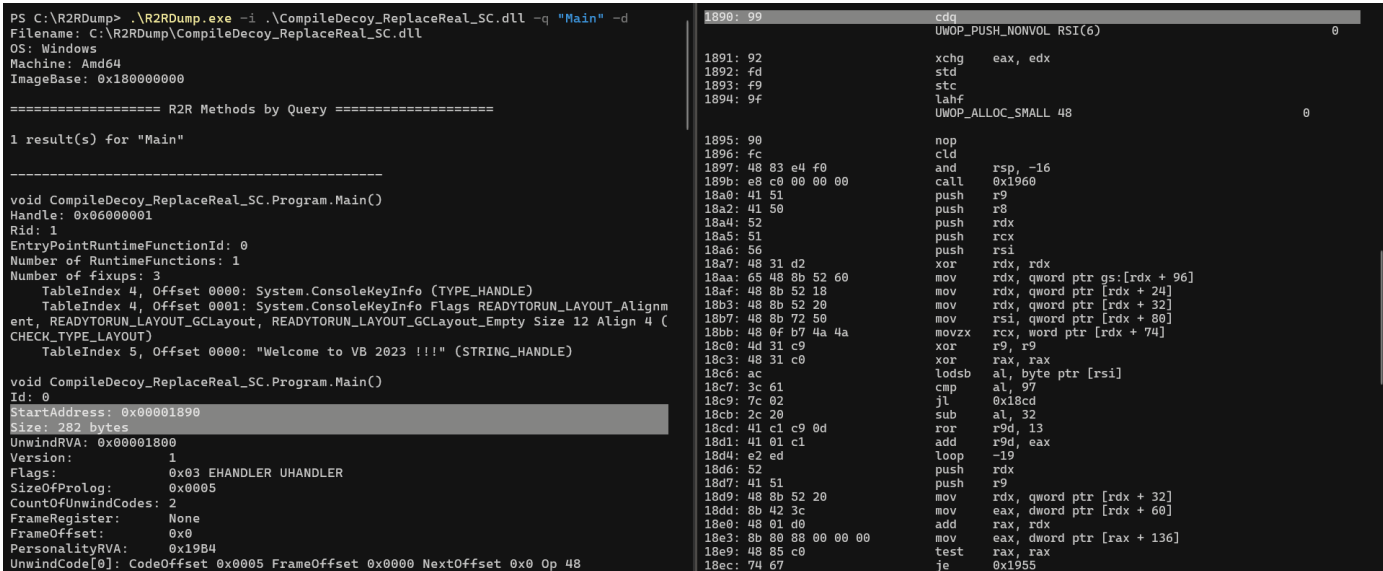 PS C:\R2RDump> .\R2RDump.exe -i .\CompileDecoy_ReplaceReal_SC.dll -q "Main" -d
Filename: C:\R2RDump\CompileDecoy_ReplaceReal_SC.dll
OS: Windows
Machine: Amd64
ImageBase: 0x180000000
=================== R2R Methods by Query ====================
1 result(s) for "Main"
_______________________________________________
void CompileDecoy_ReplaceReal_SC.Program.Main()
Handle: 0x06000001
Rid: 1
EntryPointRuntimeFunctionId: 0
Number of RuntimeFunctions: 1
Number of fixups: 3
TableIndex 4, Offset 0000: System.ConsoleKeyInfo (TYPE_HANDLE)
TableIndex 4, Offset 0001: System.ConsoleKeyInfo Flags READYTORUN_LAYOUT_Alignm
ent, READYTORUN_LAYOUT_GCLayout, READYTORUN_LAYOUT_GCLayout_Empty Size 12 Align 4 (
CHECK_TYPE_LAYOUT)
TableIndex 5, Offset 0000: "Welcome to VB 2023 !!!" (STRING_HANDLE)
void CompileDecoy_ReplaceReal_SC.Program.Main()
Id: 0
StartAddress: 0x00001890
Size: 282 bytes
UnwindRVA: 0x00001800
Version: 1
Flags: 0x03 EHANDLER UHANDLER
SizeOfProlog: 0x0005
CountOfUnwindCodes: 2
FrameRegister: None
FrameOffset: 0x0
PersonalityRVA: 0x19B4
UnwindCode[0]: CodeOffset 0x0005 FrameOffset 0x0000 NextOffset 0x0 Op 48
1890: 99 cdq
UWOP_PUSH_NONVOL RSI(6) 0
1891: 92 xchg eax, edx
1892: fd std
1893: f9 stc
1894: 9f lahf
UWOP_ALLOC_SMALL 48 0
1895: 90 nop
1896: fc cld
1897: 48 83 e4 f0 and rsp, -16
189b: e8 c0 00 00 00 call 0x1960
18a0: 41 51 push r9
18a2: 41 50 push r8
18a4: 52 push rdx
18a5: 51 push rcx
18a6: 56 push rsi
18a7: 48 31 d2 xor rdx, rdx
18aa: 65 48 8b 52 60 mov rdx, qword ptr gs:[rdx + 96]
18af: 48 8b 52 18 mov rdx, qword ptr [rdx + 24]
18b3: 48 8b 52 20 mov rdx, qword ptr [rdx + 32]
18b7: 48 8b 72 50 mov rsi, qword ptr [rdx + 80]
18bb: 48 0f b7 4a 4a movzx rcx, word ptr [rdx + 74]
18c0: 4d 31 c9 xor r9, r9
18c3: 48 31 c0 xor rax, rax
18c6: ac lodsb al, byte ptr [rsi]
18c7: 3c 61 cmp al, 97
18c9: 7c 02 jl 0x18cd
18cb: 2c 20 sub al, 32
18cd: 41 c1 c9 0d ror r9d, 13
18d1: 41 01 c1 add r9d, eax
18d4: e2 ed loop -19
18d6: 52 push rdx
18d7: 41 51 push r9
18d9: 48 8b 52 20 mov rdx, qword ptr [rdx + 32]
18dd: 8b 42 3c mov eax, dword ptr [rdx + 60]
18e0: 48 01 d0 add rax, rdx
18e3: 8b 80 88 00 00 00 mov eax, dword ptr [rax + 136]
18e9: 48 85 c0 test rax, rax
18ec: 74 67 je 0x1955